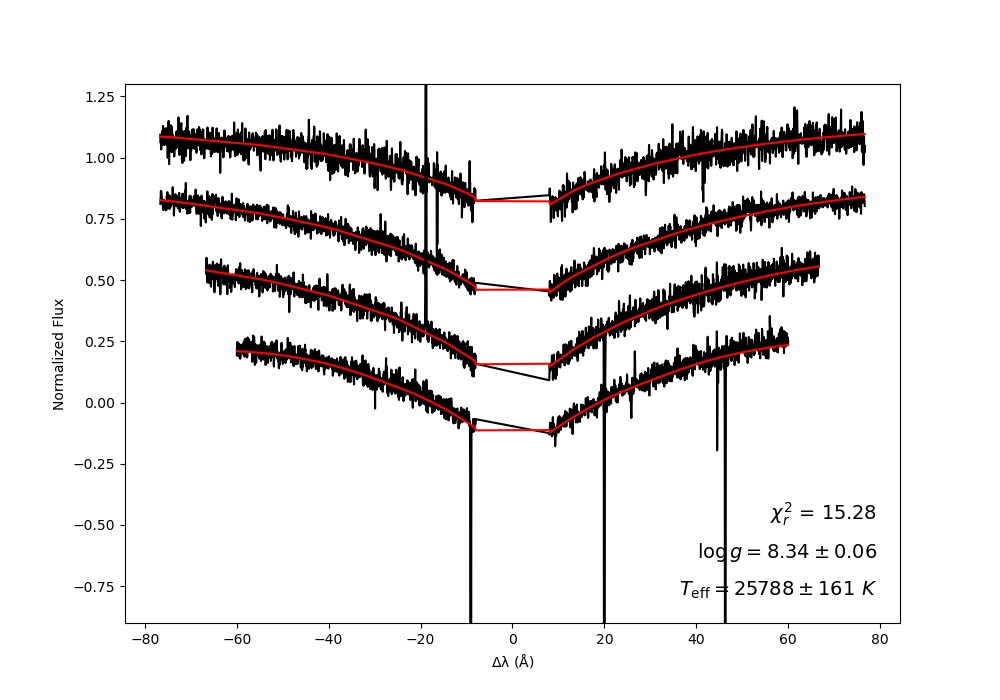 1.25
1.00
0.75
0.50
0.25
0.00
−0.25
−0.50
−0.75
Normalized Flux
χ²ᵣ = 15.28
log g = 8.34 ± 0.06
T_eff = 25788 ± 161 K
−80 −60 −40 −20 0 20 40 60 80
Δλ (Å)